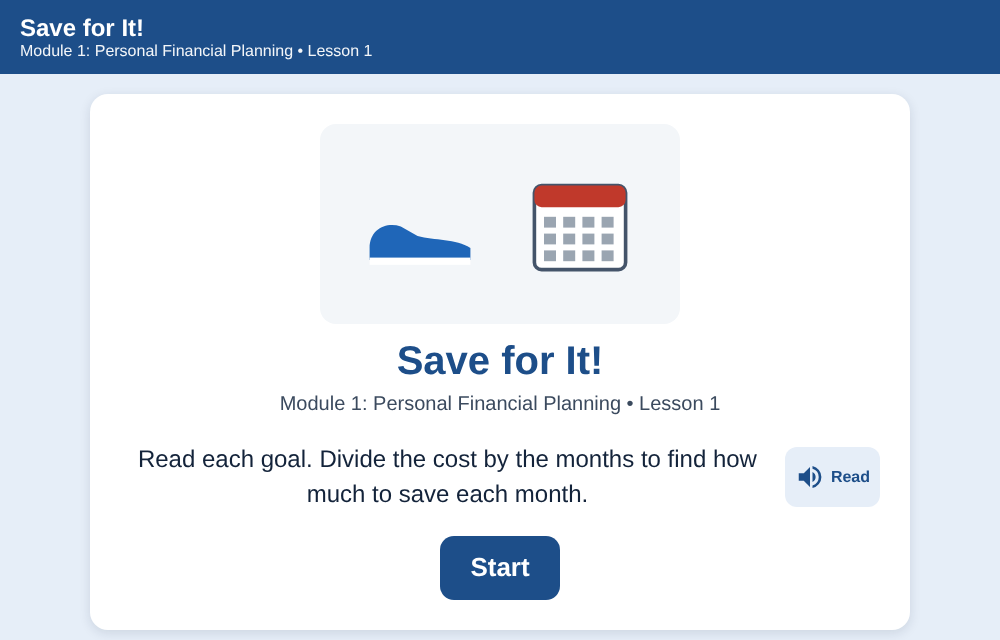 Save for It!
Module 1: Personal Financial Planning • Lesson 1
Save for It!
Module 1: Personal Financial Planning • Lesson 1
Read each goal. Divide the cost by the months to find how
much to save each month.
Read
Start